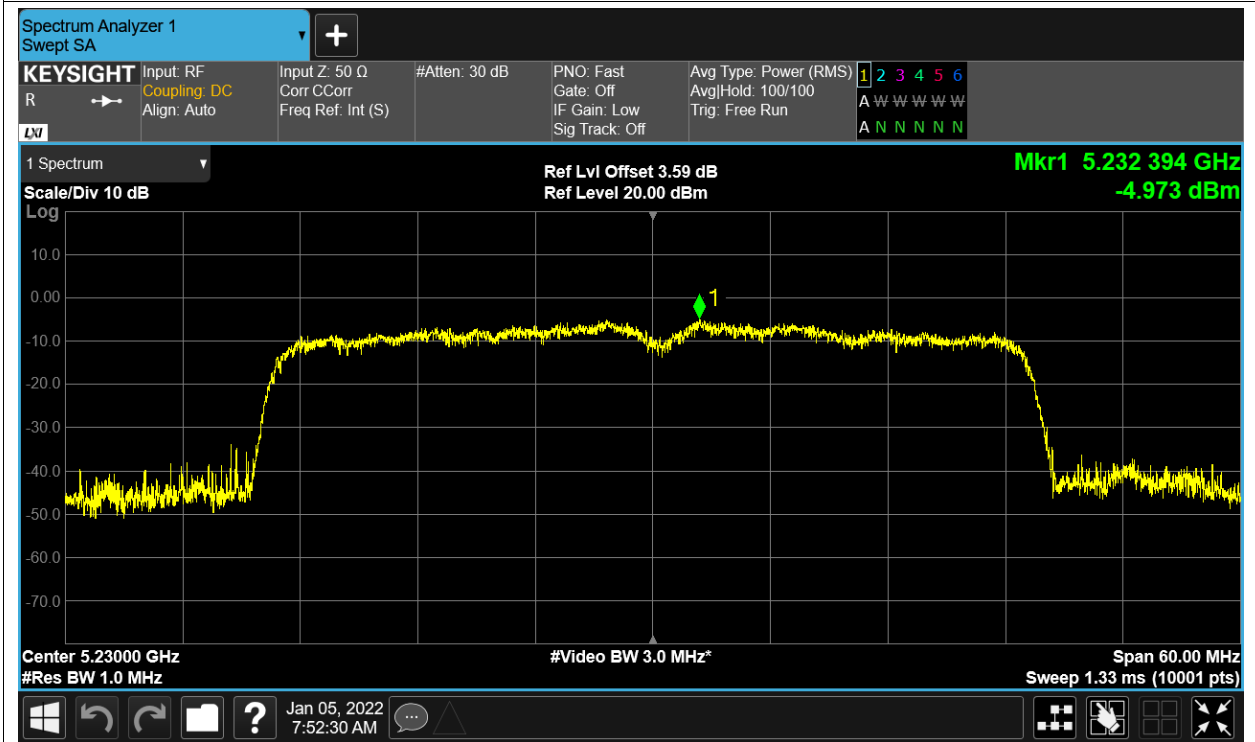 Spectrum Analyzer 1
Swept SA
KEYSIGHT
R
LXI
Input: RF
Coupling: DC
Align: Auto
Input Z: 50 Ω
Corr CCorr
Freq Ref: Int (S)
#Atten: 30 dB
PNO: Fast
Gate: Off
IF Gain: Low
Sig Track: Off
Avg Type: Power (RMS)
Avg|Hold: 100/100
Trig: Free Run
1 2 3 4 5 6
A W W W W W
A N N N N N
1 Spectrum
Scale/Div 10 dB
Log
Ref Lvl Offset 3.59 dB
Ref Level 20.00 dBm
Mkr1 5.232 394 GHz
-4.973 dBm
10.0
0.00
1
-10.0
-20.0
-30.0
-40.0
-50.0
-60.0
-70.0
Center 5.23000 GHz
#Res BW 1.0 MHz
#Video BW 3.0 MHz*
Span 60.00 MHz
Sweep 1.33 ms (10001 pts)
?
Jan 05, 2022
7:52:30 AM